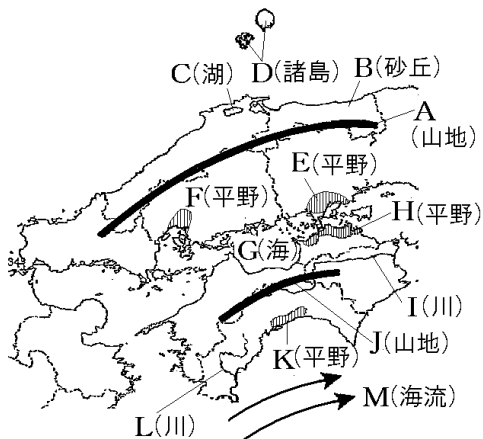 C(湖)
D(諸島)
B(砂丘)
A
(山地)
E(平野)
F(平野)
H(平野)
G(海)
I(川)
J(山地)
K(平野)
M(海流)
L(川)